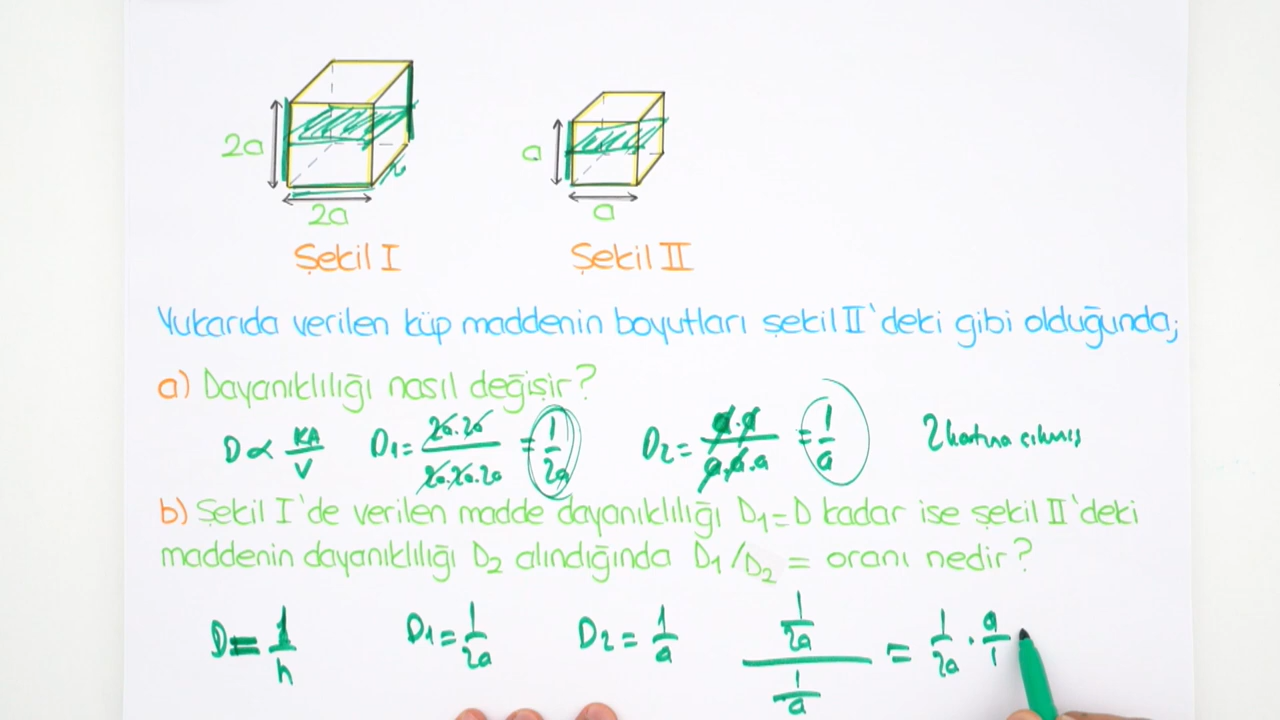 2a
2a
a
a
Şekil I
Şekil II
Yukarıda verilen küp maddenin boyutları şekil II'deki gibi olduğunda;
a) Dayanıklılığı nasıl değişir?
D ∝ KA/V D1 = 2a.2a/2a.2a.2a = 1/2a D2 = a.a/a.a.a = 1/a 2 katına çıkmış
b) Şekil I'de verilen madde dayanıklılığı D1 = D kadar ise şekil II'deki
maddenin dayanıklılığı D2 alındığında D1/D2 = oranı nedir?
D = 1/h D1 = 1/2a D2 = 1/a (1/2a)/(1/a) = 1/2a . a/1